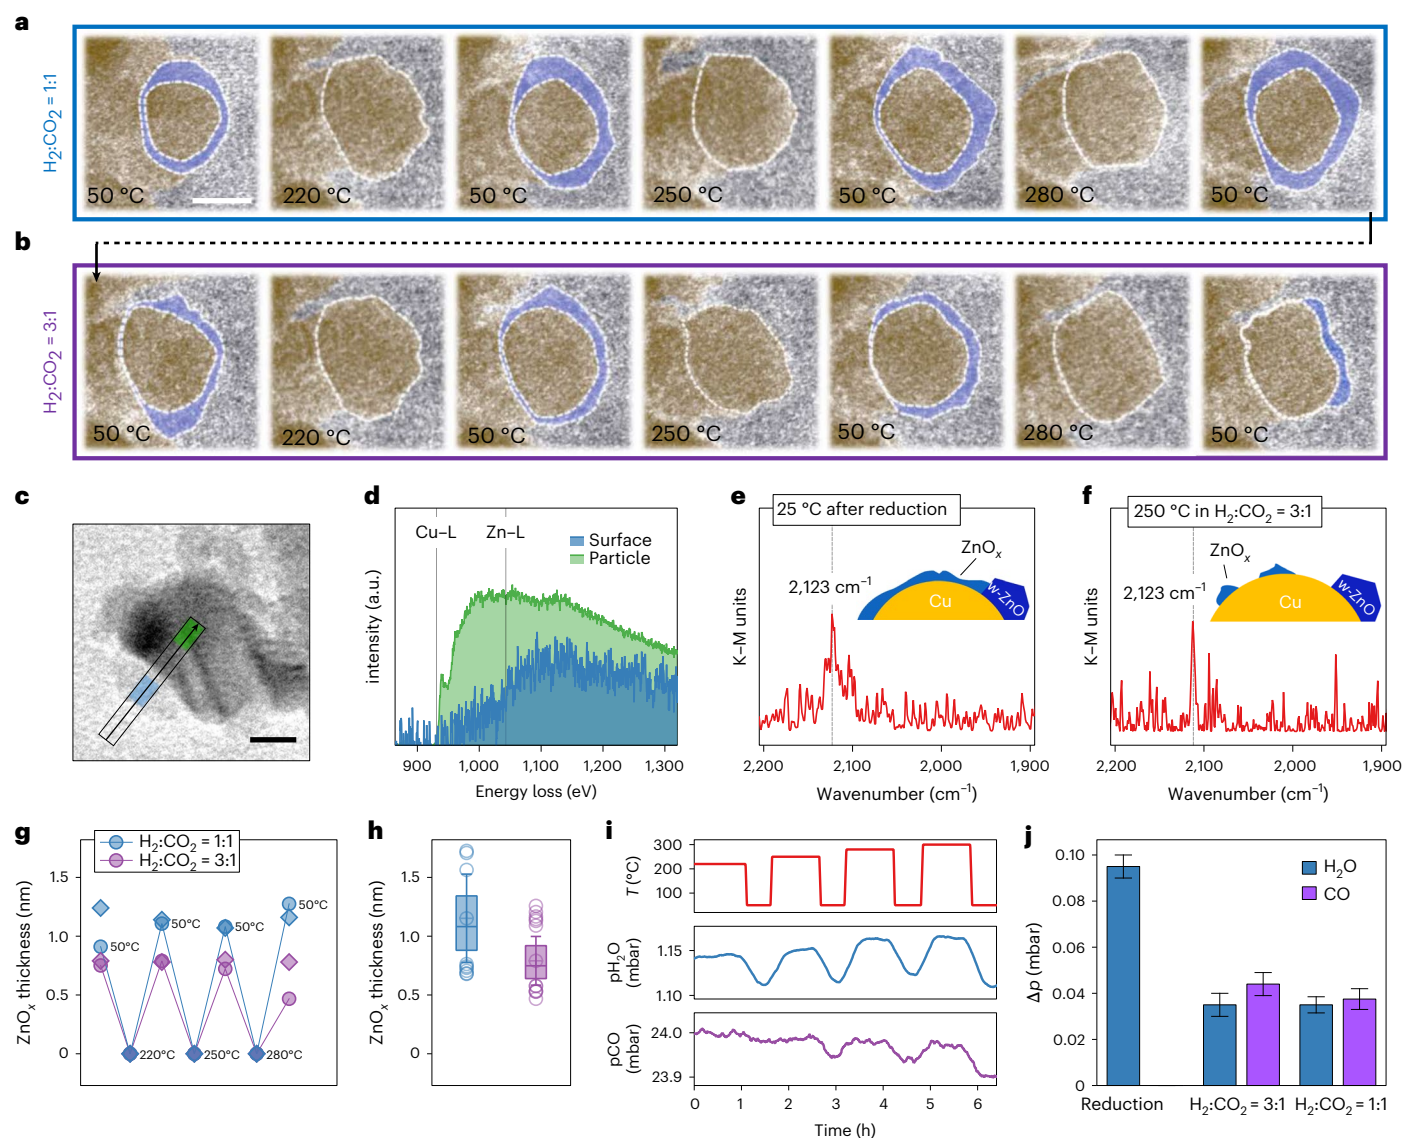 a
H2:CO2 = 1:1
50 °C
220 °C
50 °C
250 °C
50 °C
280 °C
50 °C
b
H2:CO2 = 3:1
50 °C
220 °C
50 °C
250 °C
50 °C
280 °C
50 °C
c
d
Cu–L
Zn–L
Surface
Particle
intensity (a.u.)
900
1,000
1,100
1,200
1,300
Energy loss (eV)
e
25 °C after reduction
ZnOx
2,123 cm−1
Cu
w-ZnO
K–M units
2,200
2,100
2,000
1,900
Wavenumber (cm−1)
f
250 °C in H2:CO2 = 3:1
ZnOx
2,123 cm−1
Cu
w-ZnO
K–M units
2,200
2,100
2,000
1,900
Wavenumber (cm−1)
g
H2:CO2 = 1:1
H2:CO2 = 3:1
ZnOx thickness (nm)
1.5
1.0
0.5
0
50°C
50°C
50°C
50°C
220°C
250°C
280°C
h
ZnOx thickness (nm)
1.5
1.0
0.5
0
i
T (°C)
300
200
100
pH2O
(mbar)
1.15
1.10
pCO
(mbar)
24.0
23.9
0
1
2
3
4
5
6
Time (h)
j
Δp (mbar)
0.10
0.08
0.06
0.04
0.02
0
H2O
CO
Reduction
H2:CO2 = 3:1
H2:CO2 = 1:1